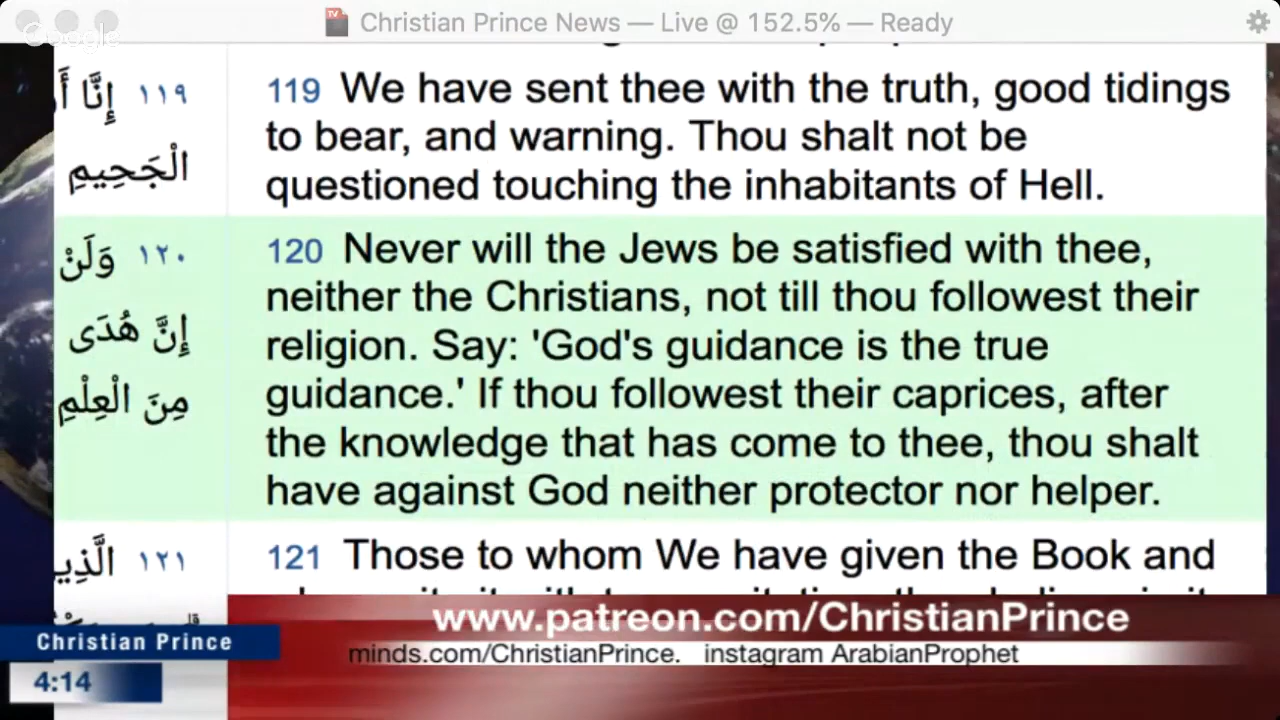 Christian Prince News — Live @ 152.5% — Ready
Google
١١٩ إِنَّا أَ
الْجَحِيمِ
119 We have sent thee with the truth, good tidings
to bear, and warning. Thou shalt not be
questioned touching the inhabitants of Hell.
١٢٠ وَلَنْ
إِنَّ هُدَى
مِنَ الْعِلْمِ
120 Never will the Jews be satisfied with thee,
neither the Christians, not till thou followest their
religion. Say: 'God's guidance is the true
guidance.' If thou followest their caprices, after
the knowledge that has come to thee, thou shalt
have against God neither protector nor helper.
١٢١ الَّذِي
121 Those to whom We have given the Book and
www.patreon.com/ChristianPrince
minds.com/ChristianPrince. instagram ArabianProphet
Christian Prince
4:14